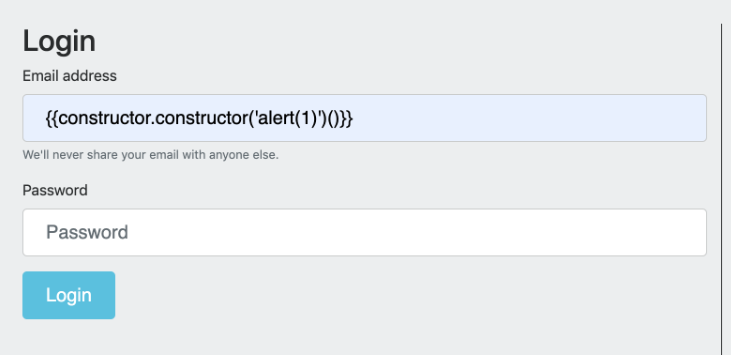 Login
Email address
{{constructor.constructor('alert(1)')()}}
We'll never share your email with anyone else.
Password
Password
Login